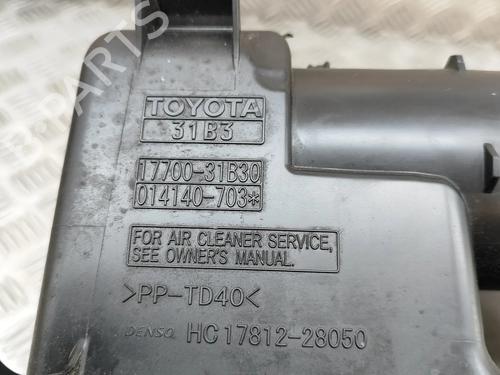 TOYOTA
31B3
17700-31B30
014140-703*
FOR AIR CLEANER SERVICE,
SEE OWNER'S MANUAL.
>PP-TD40<
DENSO HC 17812-28050
B-PARTS